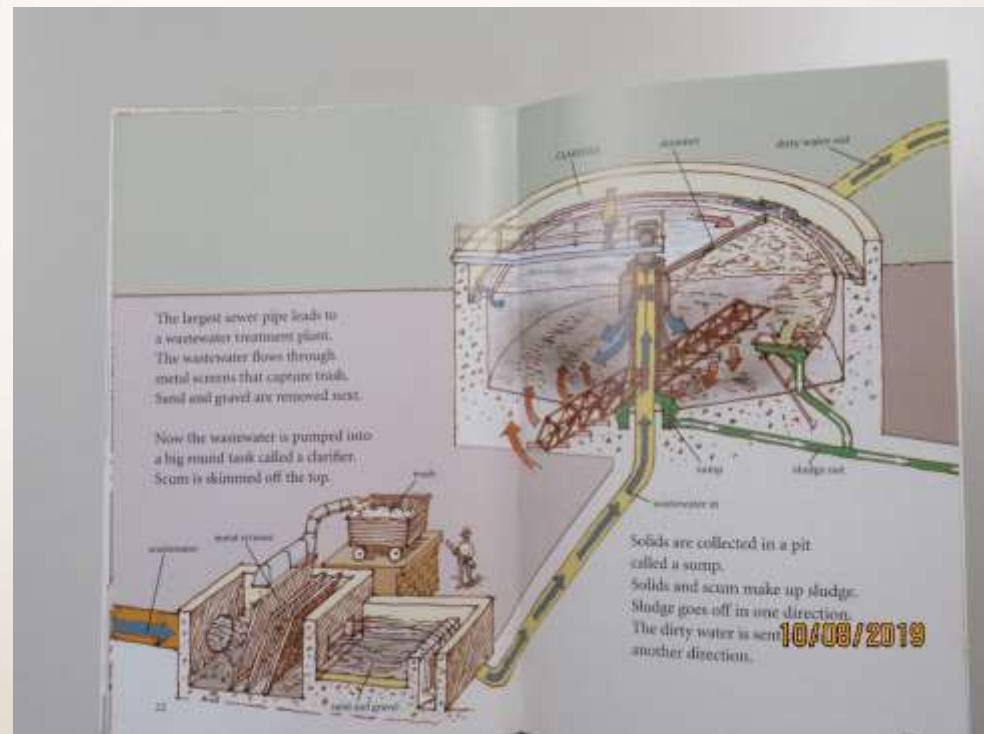 The largest sewer pipe leads to
a wastewater treatment plant.
The wastewater flows through
metal screens that capture trash.
Sand and gravel are removed next.
Now the wastewater is pumped into
a big round tank called a clarifier.
Scum is skimmed off the top.
trash
metal screens
wastewater
sand and gravel
22
CLARIFIER
skimmer
dirty water out
sump
sludge out
wastewater in
Solids are collected in a pit
called a sump.
Solids and scum make up sludge.
Sludge goes off in one direction.
The dirty water is sent
another direction.
10/08/2019